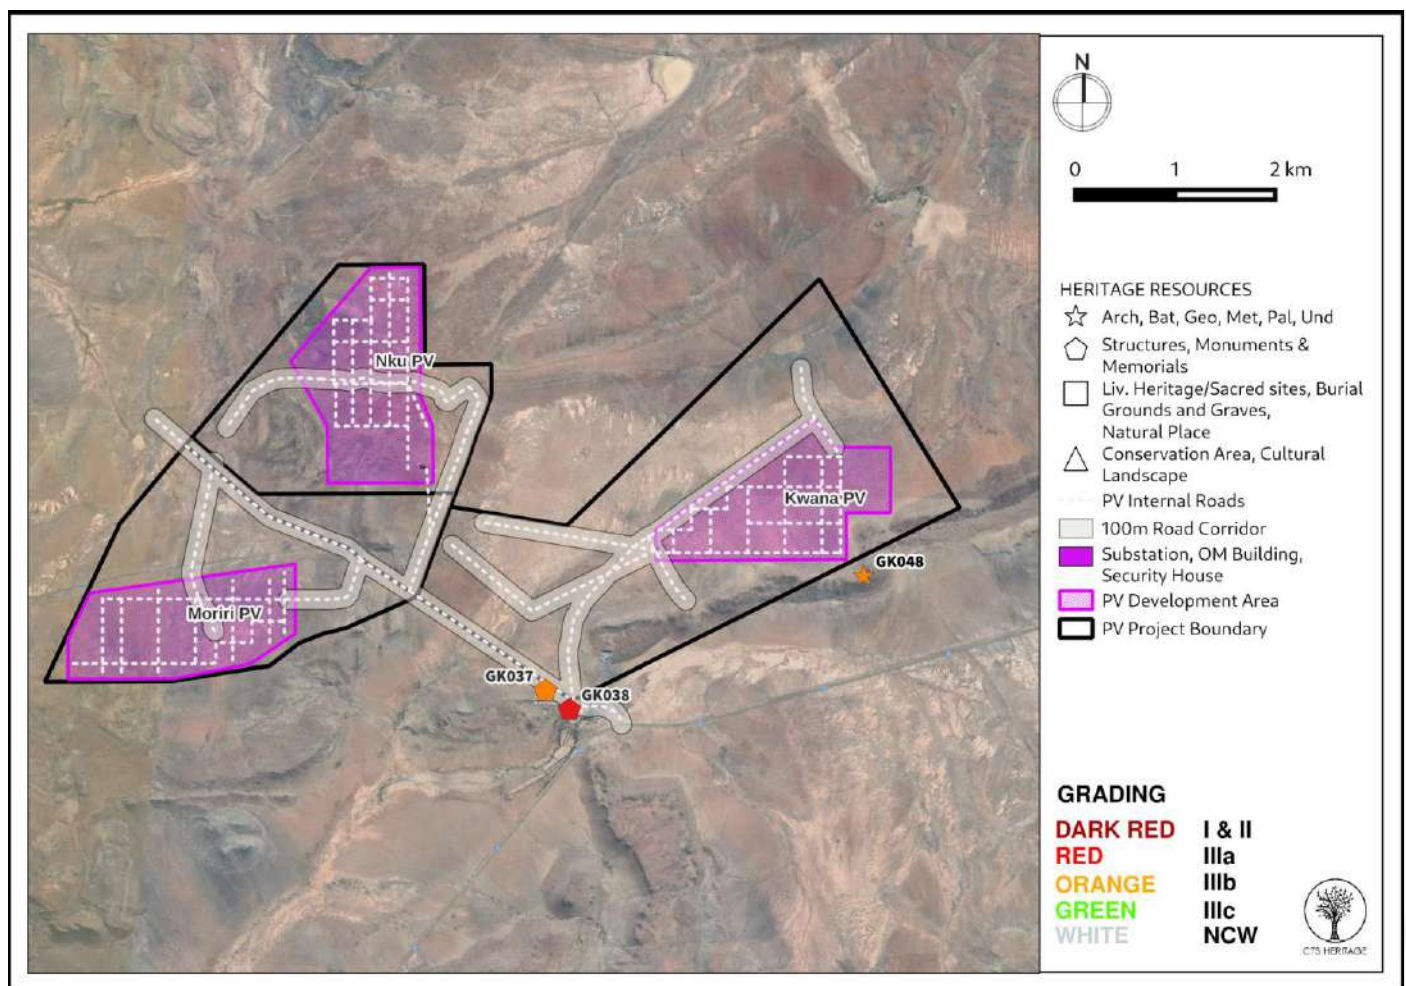 N
0 1 2 km
HERITAGE RESOURCES
Arch, Bat, Geo, Met, Pal, Und
Structures, Monuments &
Memorials
Liv. Heritage/Sacred sites, Burial
Grounds and Graves,
Natural Place
Conservation Area, Cultural
Landscape
PV Internal Roads
100m Road Corridor
Substation, OM Building,
Security House
PV Development Area
PV Project Boundary
Nku PV
Kwana PV
GK048
Moriri PV
GK037
GK038
GRADING
DARK RED I & II
RED IIIa
ORANGE IIIb
GREEN IIIc
WHITE NCW
CTS HERITAGE